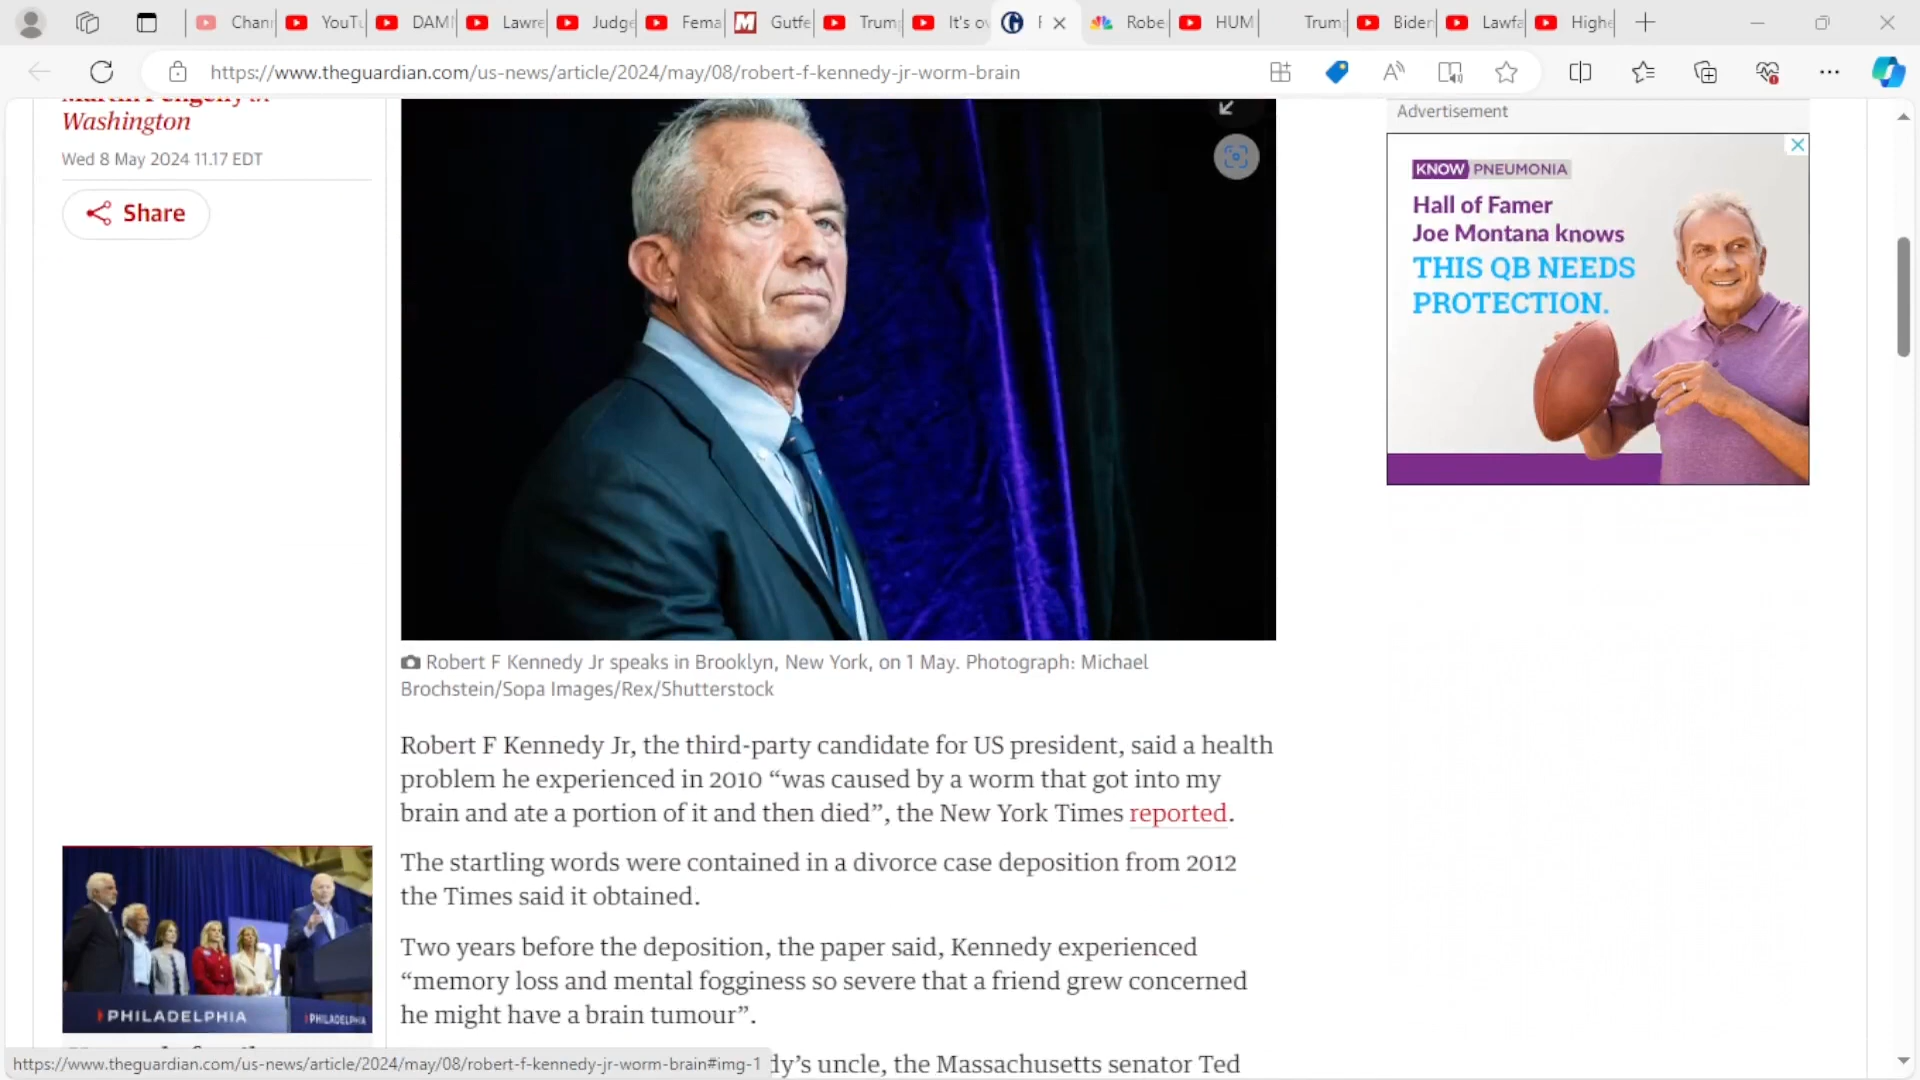 Chan
YouTu
DAM
Lawre
Judge
Fema
Gutfe
Trum
It's o
Robe
HUM
Trum
Biden
Lawfa
Highe
https://www.theguardian.com/us-news/article/2024/may/08/robert-f-kennedy-jr-worm-brain
Washington
Wed 8 May 2024 11.17 EDT
Share
Advertisement
KNOW PNEUMONIA
Hall of Famer
Joe Montana knows
THIS QB NEEDS
PROTECTION.
Robert F Kennedy Jr speaks in Brooklyn, New York, on 1 May. Photograph: Michael
Brochstein/Sopa Images/Rex/Shutterstock
Robert F Kennedy Jr, the third-party candidate for US president, said a health
problem he experienced in 2010 “was caused by a worm that got into my
brain and ate a portion of it and then died”, the New York Times reported.
The startling words were contained in a divorce case deposition from 2012
the Times said it obtained.
Two years before the deposition, the paper said, Kennedy experienced
“memory loss and mental fogginess so severe that a friend grew concerned
he might have a brain tumour”.
PHILADELPHIA
PHILADELPHIA
https://www.theguardian.com/us-news/article/2024/may/08/robert-f-kennedy-jr-worm-brain#img-1
dy’s uncle, the Massachusetts senator Ted